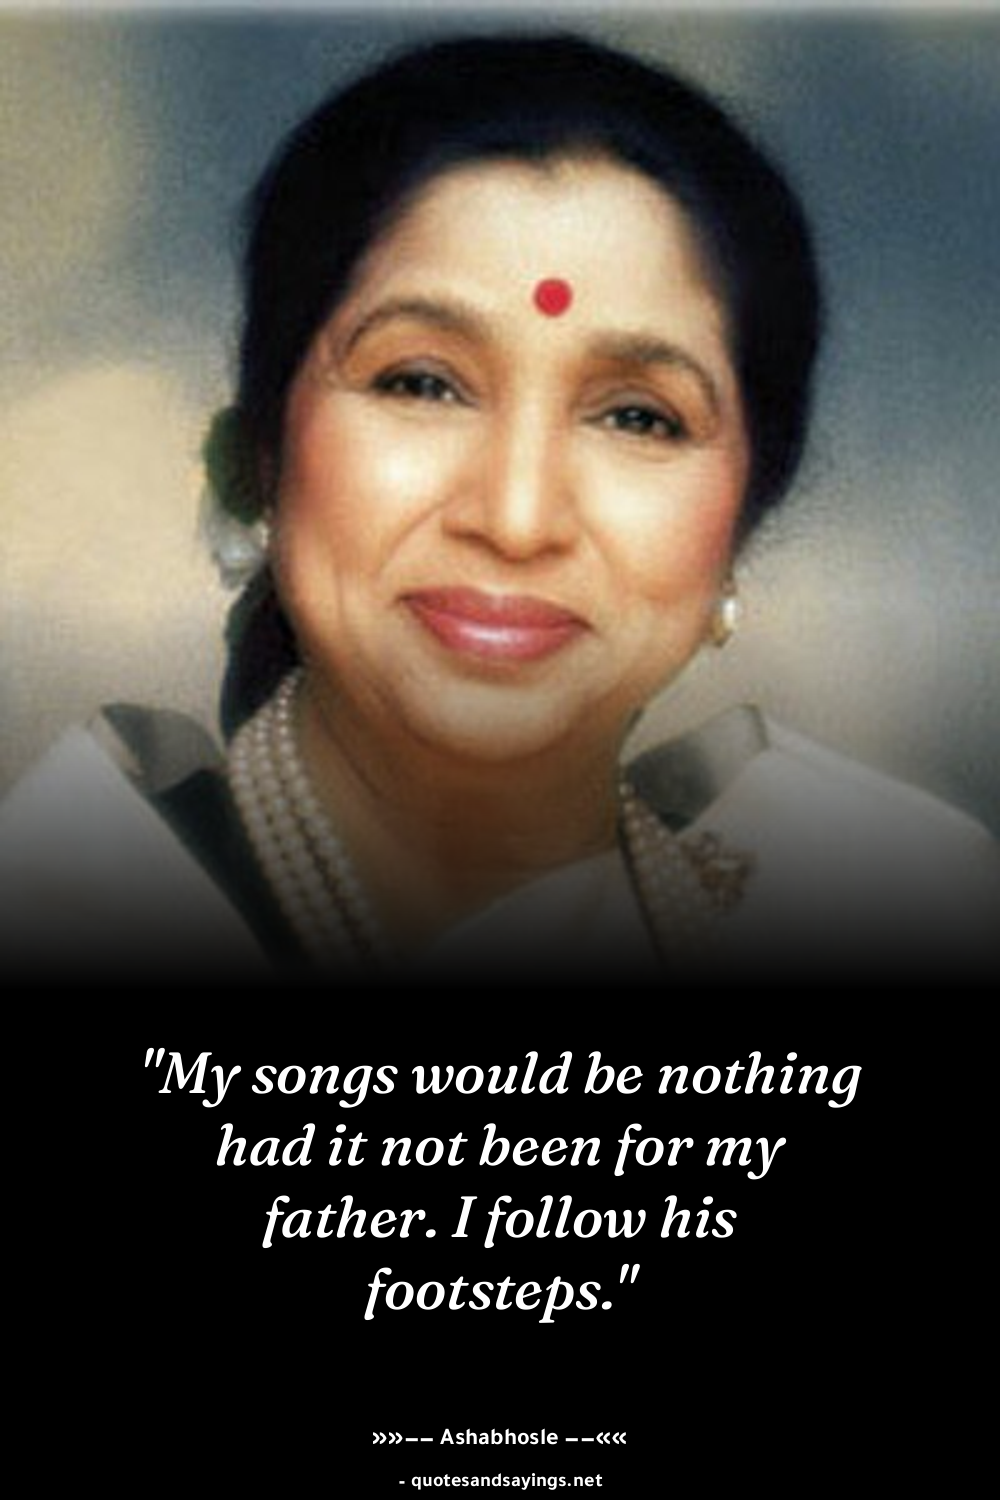 "My songs would be nothing
had it not been for my
father. I follow his
footsteps."
»»–– Ashabhosle ––««
- quotesandsayings.net